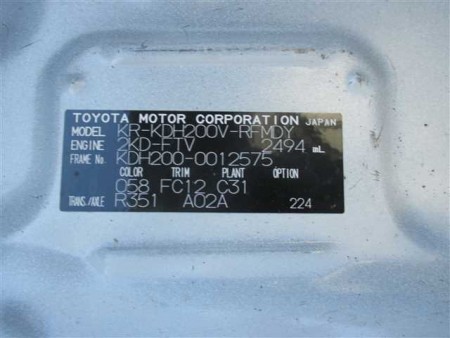 TOYOTA MOTOR CORPORATION JAPAN
MODEL KR-KDH200V-RFMDY
ENGINE 2KD-FTV 2494 mL
FRAME No. KDH200-0012575
COLOR TRIM PLANT OPTION
058 FC12 C31
TRANS/AXLE R351 A02A 224